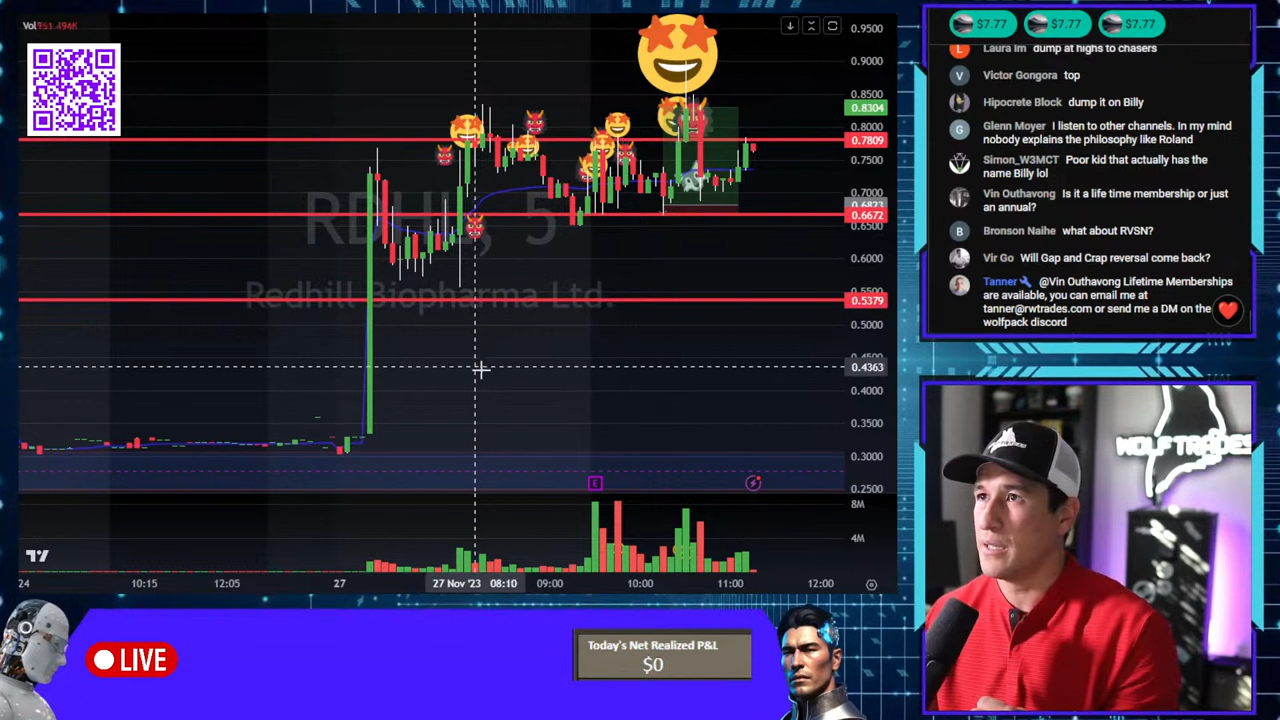 Vol
0.9500
0.9000
0.8500
0.8304
0.8000
0.7809
0.7500
0.7000
0.6823
0.6672
0.6500
0.6000
0.5379
0.5000
0.4363
0.4000
0.3500
0.3000
0.2500
8M
4M
5
Redhill Biopharma Ltd.
E
24
10:15
12:05
27
27 Nov '23 08:10
09:00
10:00
11:00
12:00
LIVE
Today's Net Realized P&L
$0
$7.77
$7.77
$7.77
Laura Im dump at highs to chasers
Victor Gongora top
Hipocrete Block dump it on Billy
Glenn Moyer I listen to other channels. In my mind
nobody explains the philosophy like Roland
Simon_W3MCT Poor kid that actually has the
name Billy lol
Vin Outhavong Is it a life time membership or just
an annual?
Bronson Naihe what about RVSN?
Vir Go Will Gap and Crap reversal come back?
Tanner @Vin Outhavong Lifetime Memberships
are available, you can email me at
tanner@rwtrades.com or send me a DM on the
wolfpack discord
WOLFTRADES